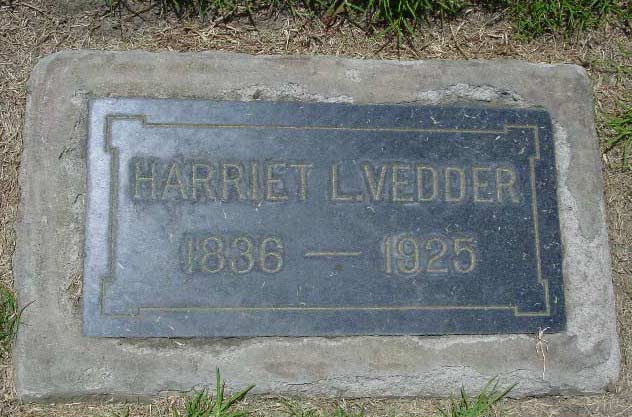 HARRIET L. VEDDER
1836 — 1925